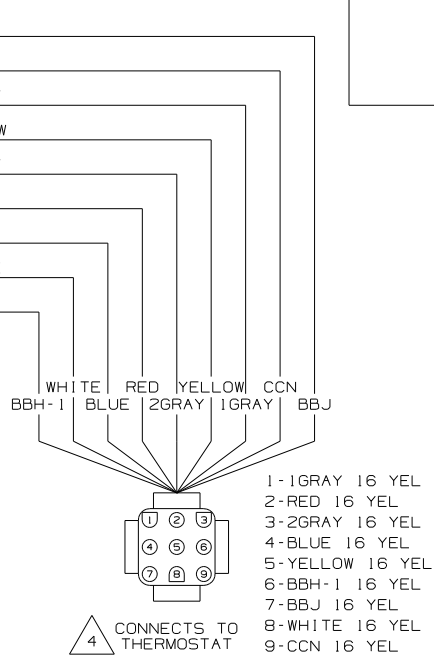 W
WHITE RED YELLOW CCN
BBH-1 BLUE 2GRAY 1GRAY BBJ
1-1GRAY 16 YEL
2-RED 16 YEL
3-2GRAY 16 YEL
4-BLUE 16 YEL
5-YELLOW 16 YEL
6-BBH-1 16 YEL
7-BBJ 16 YEL
8-WHITE 16 YEL
9-CCN 16 YEL
1 2 3
4 5 6
7 8 9
4 CONNECTS TO
THERMOSTAT